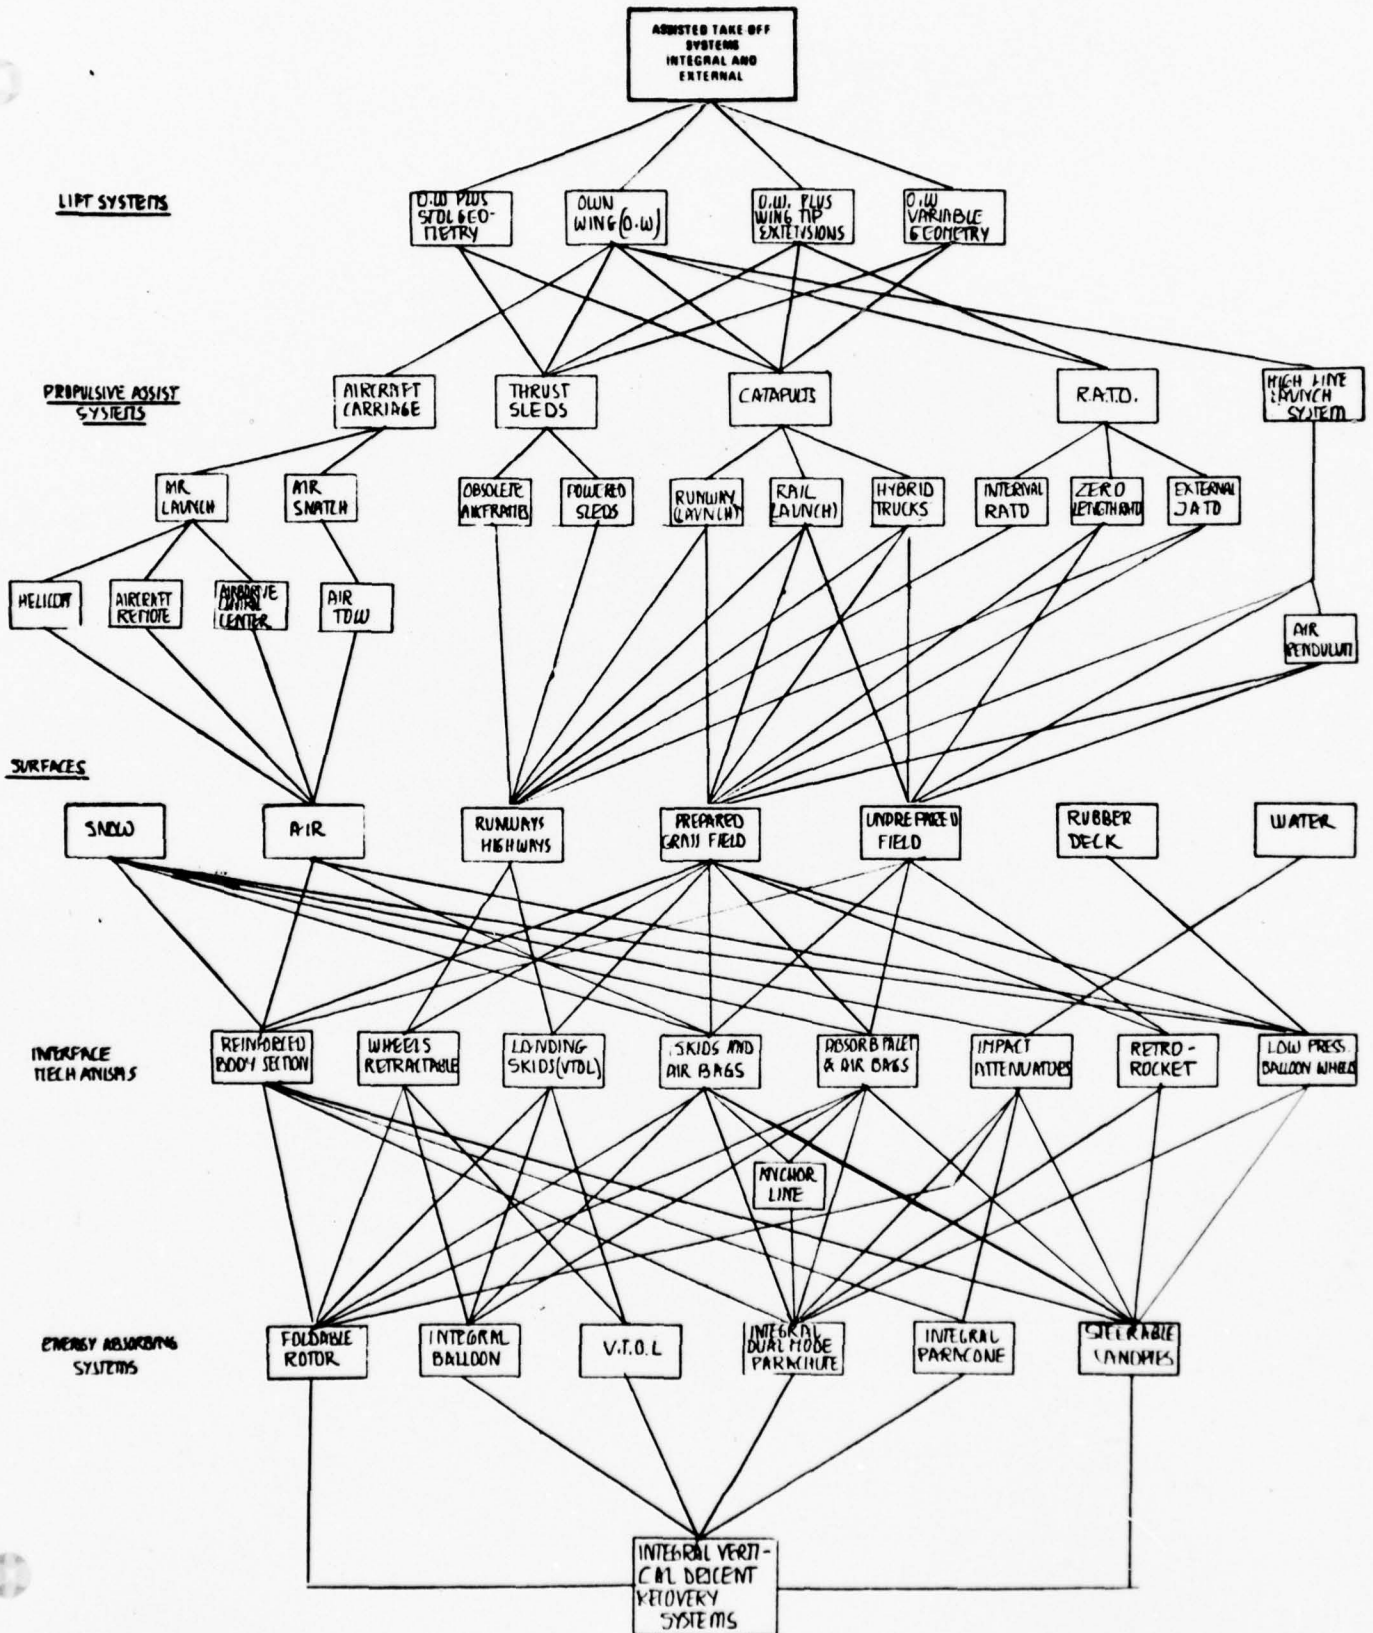 ASSISTED TAKE-OFF
SYSTEMS
INTEGRAL AND
EXTERNAL
LIFT SYSTEMS
O.W PLUS
STOL GEO-
METRY
OWN
WING (O.W)
O.W. PLUS
WING TIP
EXTETVSIONS
O.W
VARIABLE
GEOMETRY
PROPULSIVE ASSIST
SYSTEMS
AIRCRAFT
CARRIAGE
THRUST
SLEDS
CATAPULTS
R.A.T.O.
HIGH LINE
LAUNCH
SYSTEM
AIR
LAUNCH
AIR
SNATCH
OBSOLETE
AIRFRAMES
POWERED
SLEDS
RUNWAY
(LAUNCH)
RAIL
LAUNCH)
HYBRID
TRUCKS
INTERVAL
RATO
ZERO
LENGTH RATO
EXTERNAL
JATO
AIRCRAFT
REMOTE
AIRBORNE
CONTROL
CENTER
AIR
TOW
AIR
PENDULUM
SURFACES
SNOW
AIR
RUNWAYS
HIGHWAYS
PREPARED
GRASS FIELD
UNPREPARED
FIELD
RUBBER
DECK
WATER
INTERFACE
MECHANISMS
REINFORCED
BODY SECTION
WHEELS
RETRACTABLE
LANDING
SKIDS (VTOL)
SKIDS AND
AIR BAGS
ABSORB PALET
& AIR BAGS
IMPACT
ATTENUATORS
RETRO-
ROCKET
LOW PRESS.
BALLOON WHEELS
ANCHOR
LINE
ENERGY ABSORBING
SYSTEMS
FOLDABLE
ROTOR
INTEGRAL
BALLOON
V.T.O.L
INTEGRAL
DUAL MODE
PARACHUTE
INTEGRAL
PARACONE
STEERABLE
CANOPIES
INTEGRAL VERTI-
CAL DESCENT
RECOVERY
SYSTEMS